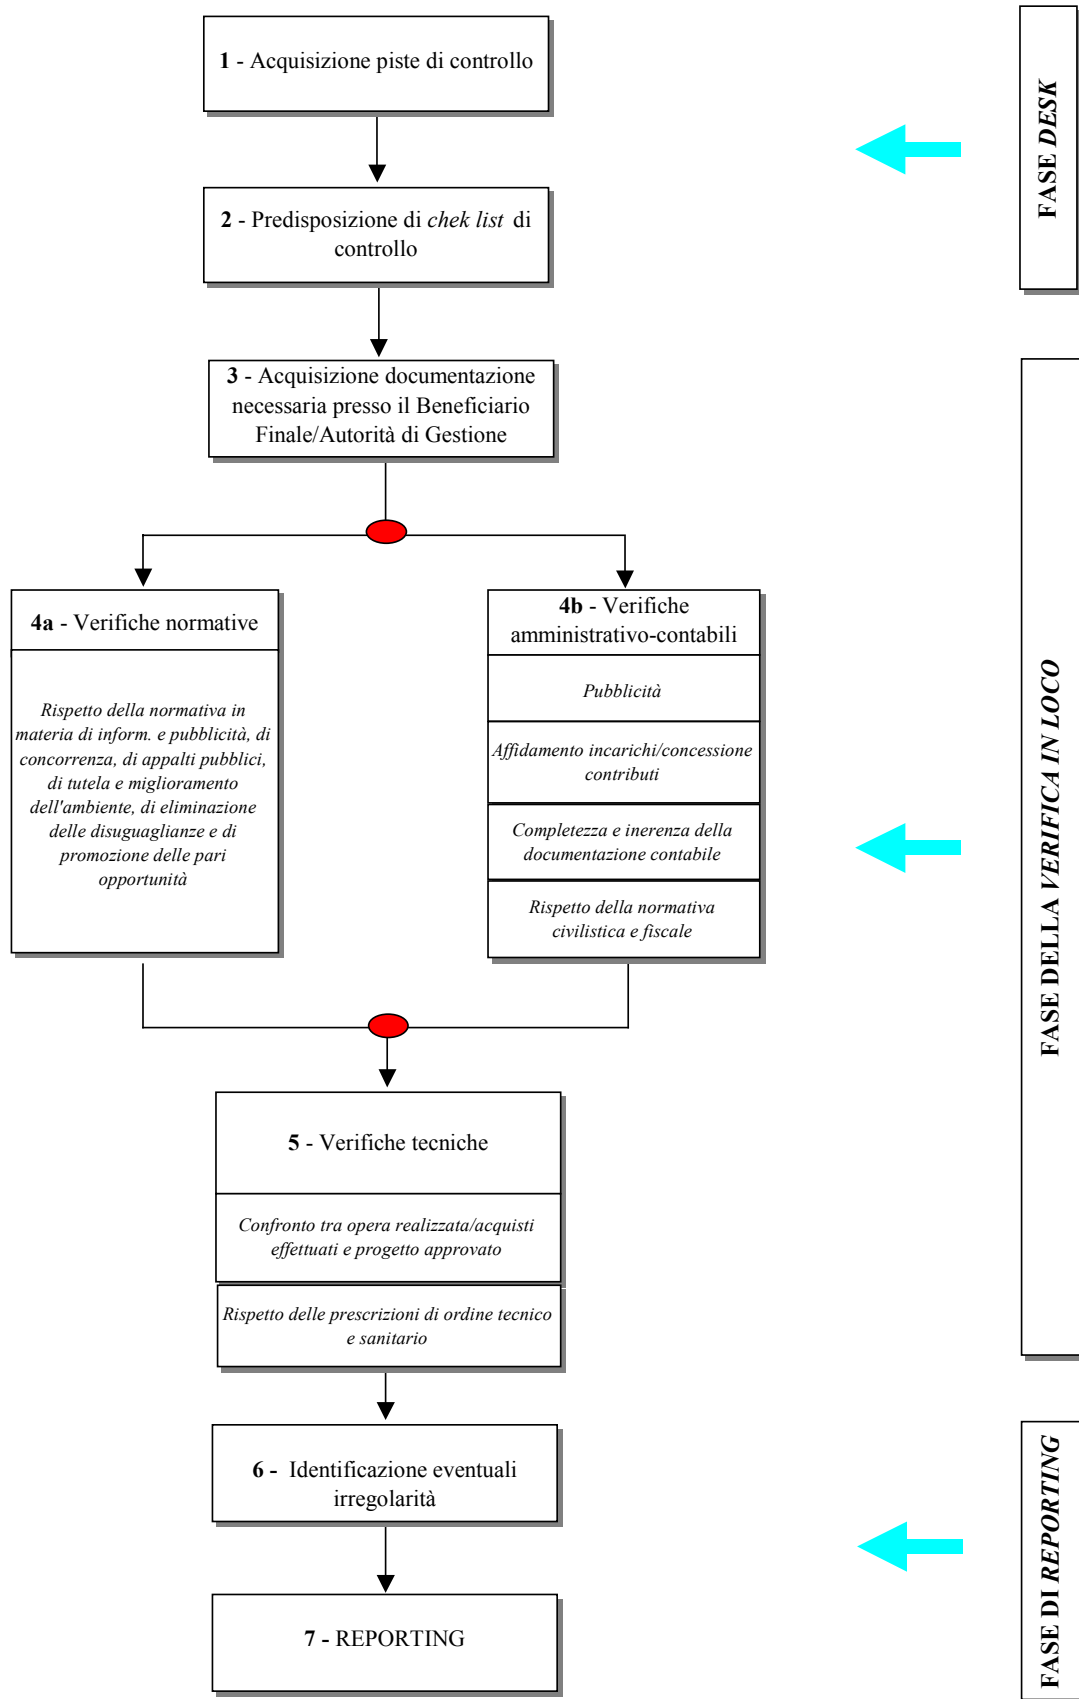 1 - Acquisizione piste di controllo
FASE DESK
2 - Predisposizione di chek list di
controllo
3 - Acquisizione documentazione
necessaria presso il Beneficiario
Finale/Autorità di Gestione
4a - Verifiche normative
Rispetto della normativa in
materia di inform. e pubblicità, di
concorrenza, di appalti pubblici,
di tutela e miglioramento
dell'ambiente, di eliminazione
delle disuguaglianze e di
promozione delle pari
opportunità
4b - Verifiche
amministrativo-contabili
Pubblicità
Affidamento incarichi/concessione
contributi
Completezza e inerenza della
documentazione contabile
Rispetto della normativa
civilistica e fiscale
FASE DELLA VERIFICA IN LOCO
5 - Verifiche tecniche
Confronto tra opera realizzata/acquisti
effettuati e progetto approvato
Rispetto delle prescrizioni di ordine tecnico
e sanitario
6 - Identificazione eventuali
irregolarità
7 - REPORTING
FASE DI REPORTING